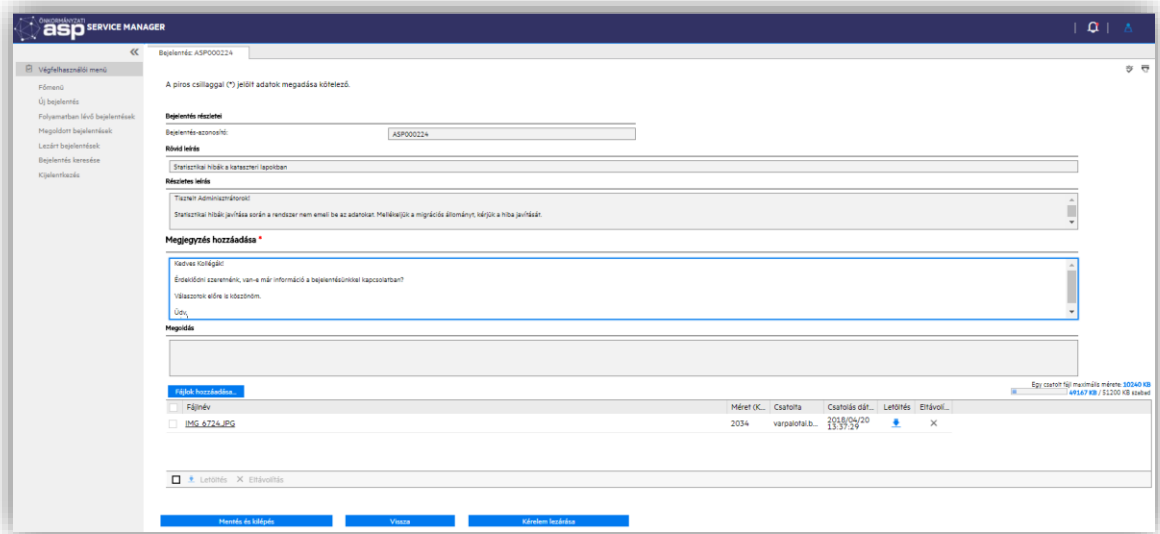 ÖNKORMÁNYZATI
asp SERVICE MANAGER
Bejelentés: ASP000224
Végfelhasználói menü
Főmenü
Új bejelentés
Folyamatban lévő bejelentések
Megoldott bejelentések
Lezárt bejelentések
Bejelentés keresése
Kijelentkezés
A piros csillaggal (*) jelölt adatok megadása kötelező.
Bejelentés részletei
Bejelentés-azonosító: ASP000224
Rövid leírás
Statisztikai hibák a kataszteri lapokban
Részletes leírás
Tisztelt Adminisztrátorok!
Statisztikai hibák javítása során a rendszer nem emeli be az adatokat. Mellékeljük a migrációs állományt, kérjük a hiba javítását.
Megjegyzés hozzáadása *
Kedves Kollégák!
Érdeklődni szeretnénk, van-e már információ a bejelentésünkkel kapcsolatban?
Válaszotok előre is köszönöm.
Üdv,
Megoldás
Fájlok hozzáadása...
Egy csatolt fájl maximális mérete: 10240 KB
49167 KB / 51200 KB szabad
Fájlnév Méret (K... Csatolta Csatolás dát... Letöltés Eltávolí...
IMG_6724.JPG 2034 varpalotai.b... 2018/04/20 13:37:29
Letöltés Eltávolítás
Mentés és kilépés Vissza Kérelem lezárása